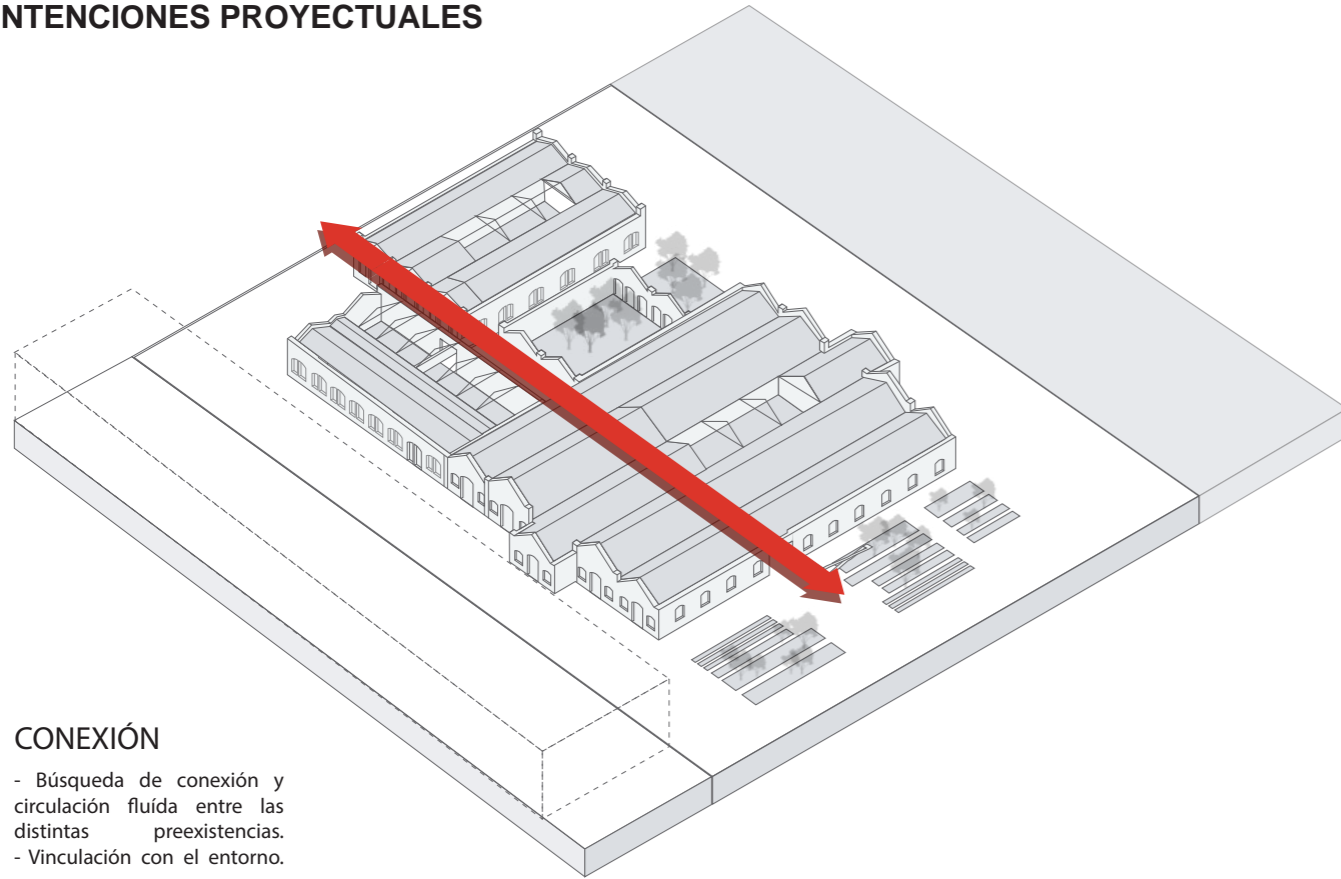 NTENCIONES PROYECTUALES
CONEXIÓN
- Búsqueda de conexión y
circulación fluída entre las
distintas preexistencias.
- Vinculación con el entorno.